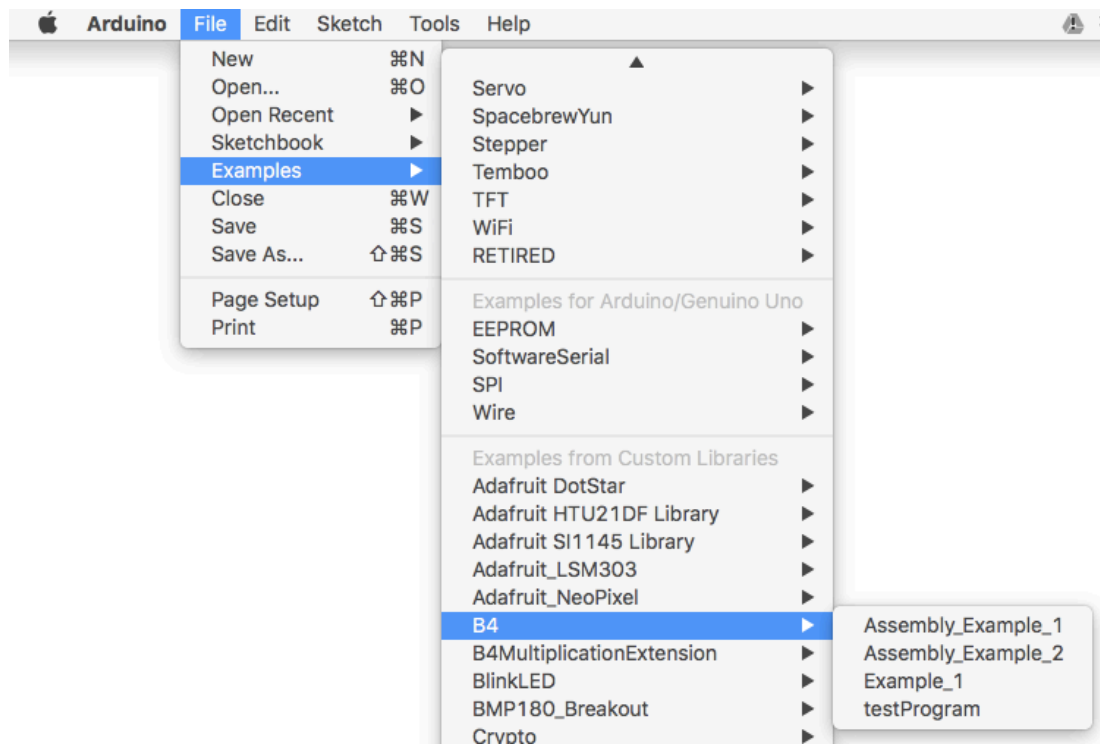 Arduino File Edit Sketch Tools Help
New ⌘N
Open... ⌘O
Open Recent ▶
Sketchbook ▶
Examples ▶
Close ⌘W
Save ⌘S
Save As... ⇧⌘S
Page Setup ⇧⌘P
Print ⌘P
▲
Servo ▶
SpacebrewYun ▶
Stepper ▶
Temboo ▶
TFT ▶
WiFi ▶
RETIRED ▶
Examples for Arduino/Genuino Uno
EEPROM ▶
SoftwareSerial ▶
SPI ▶
Wire ▶
Examples from Custom Libraries
Adafruit DotStar ▶
Adafruit HTU21DF Library ▶
Adafruit SI1145 Library ▶
Adafruit_LSM303 ▶
Adafruit_NeoPixel ▶
B4 ▶
B4MultiplicationExtension ▶
BlinkLED ▶
BMP180_Breakout ▶
Crypto ▶
Assembly_Example_1
Assembly_Example_2
Example_1
testProgram